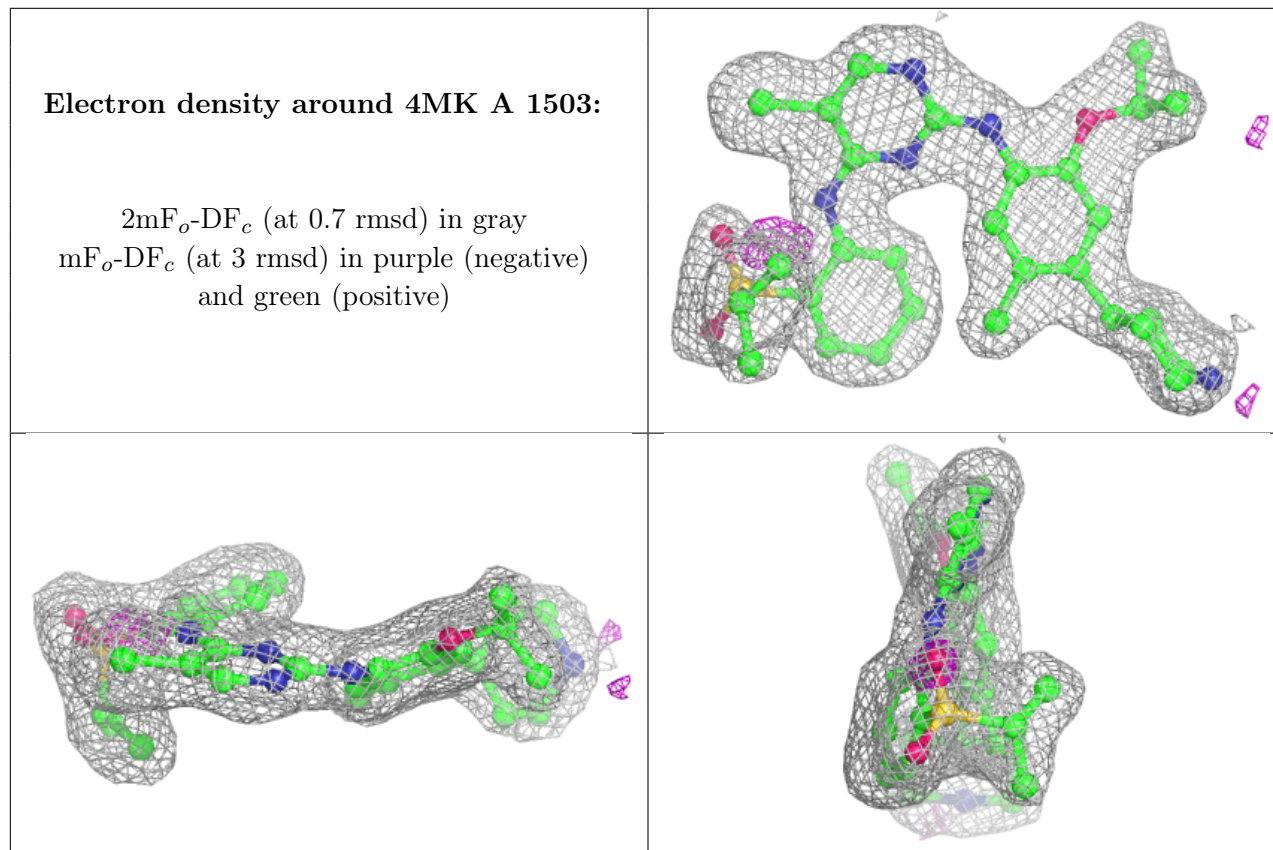 Electron density around 4MK A 1503:
2mFo-DFc (at 0.7 rmsd) in gray
mFo-DFc (at 3 rmsd) in purple (negative)
and green (positive)